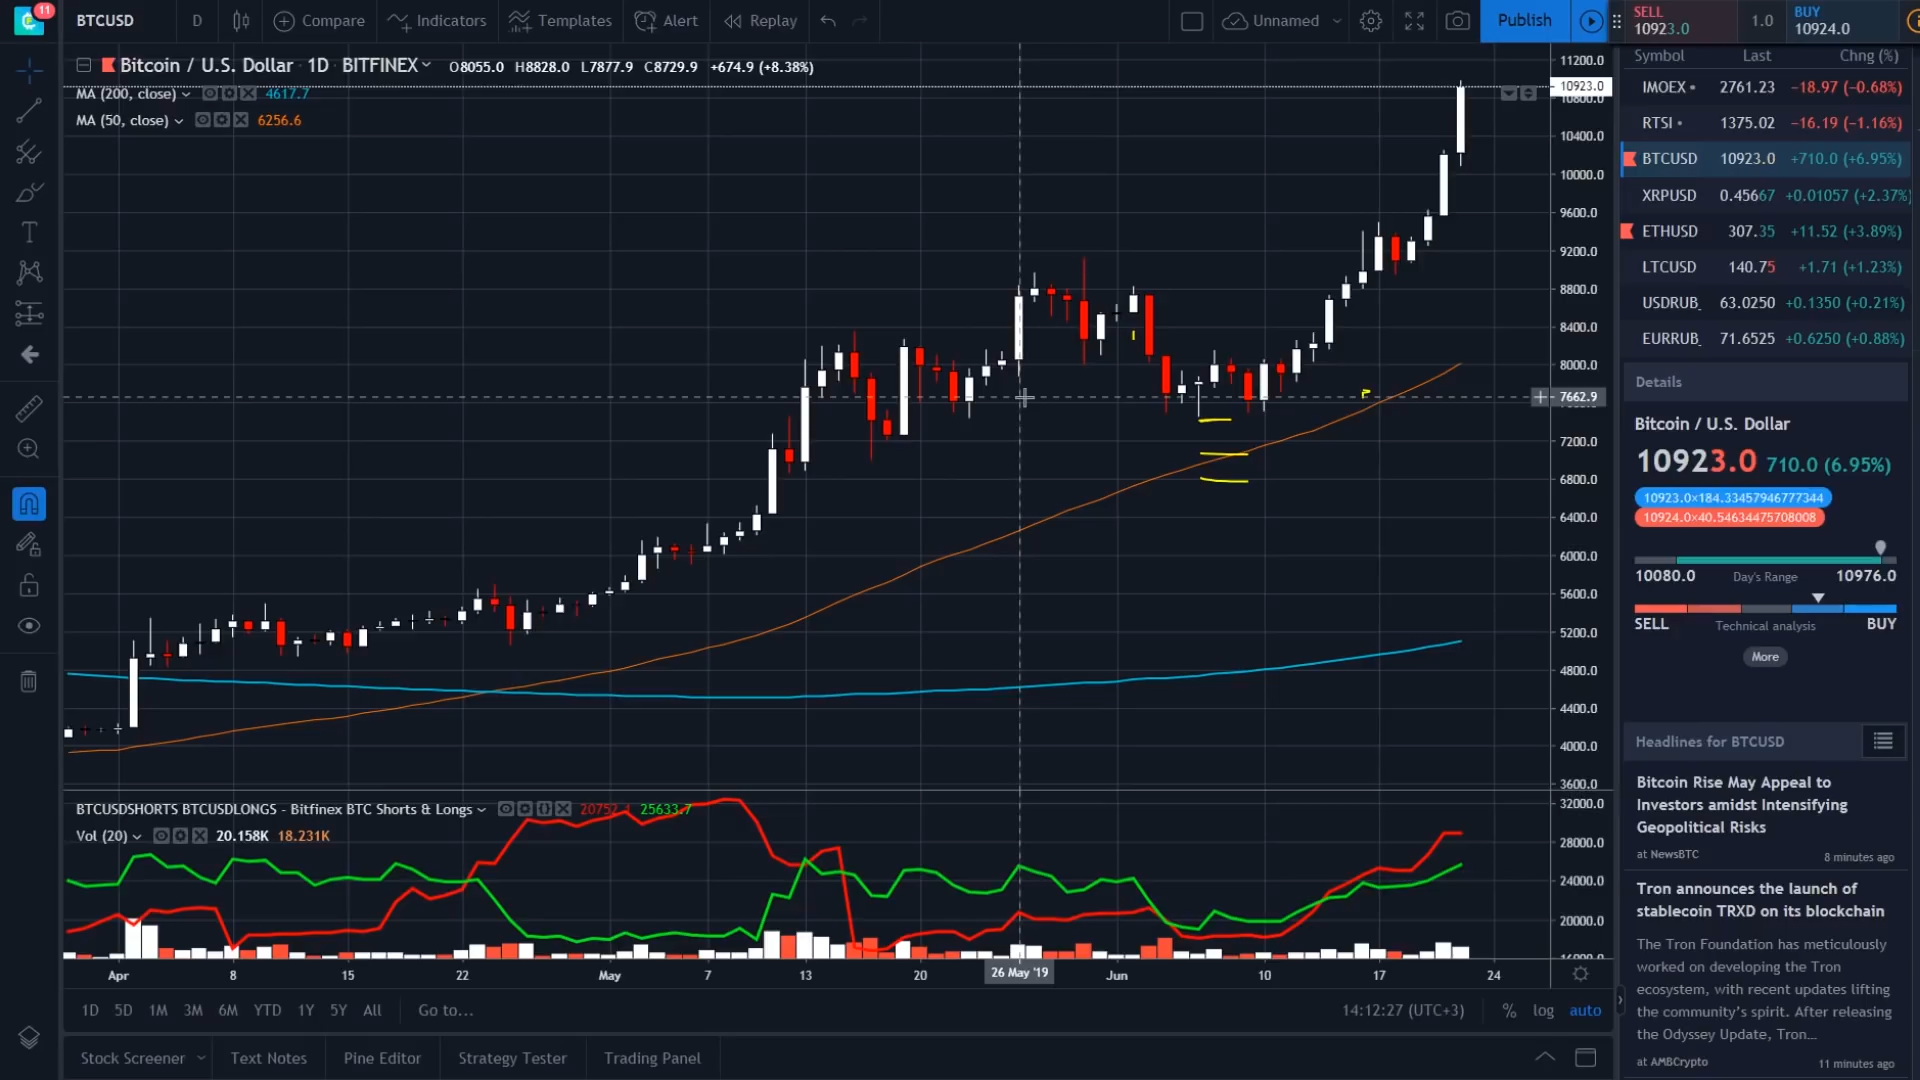 11
BTCUSD D Compare Indicators Templates Alert Replay Unnamed Publish
SELL
10923.0
1.0
BUY
10924.0
Bitcoin / U.S. Dollar 1D BITFINEX O8055.0 H8828.0 L7877.9 C8729.9 +674.9 (+8.38%)
MA (200, close) 4617.7
MA (50, close) 6256.6
11200.0
10923.0
10800.0
10400.0
10000.0
9600.0
9200.0
8800.0
8400.0
8000.0
7662.9
7200.0
6800.0
6400.0
6000.0
5600.0
5200.0
4800.0
4400.0
4000.0
3600.0
BTCUSDSHORTS BTCUSDLONGS - Bitfinex BTC Shorts & Longs 20752.1 25633.7
Vol (20) 20.158K 18.231K
32000.0
28000.0
24000.0
20000.0
16000.0
Apr 8 15 22 May 7 13 20 26 May '19 Jun 10 17 24
1D 5D 1M 3M 6M YTD 1Y 5Y All Go to... 14:12:27 (UTC+3) % log auto
Stock Screener Text Notes Pine Editor Strategy Tester Trading Panel
Symbol Last Chng (%)
IMOEX 2761.23 −18.97 (−0.68%)
RTSI 1375.02 −16.19 (−1.16%)
BTCUSD 10923.0 +710.0 (+6.95%)
XRPUSD 0.45667 +0.01057 (+2.37%)
ETHUSD 307.35 +11.52 (+3.89%)
LTCUSD 140.75 +1.71 (+1.23%)
USDRUB_ 63.0250 +0.1350 (+0.21%)
EURRUB_ 71.6525 +0.6250 (+0.88%)
Details
Bitcoin / U.S. Dollar
10923.0 710.0 (6.95%)
10923.0×184.33457946777344
10924.0×40.54634475708008
10080.0 Day's Range 10976.0
SELL Technical analysis BUY
More
Headlines for BTCUSD
Bitcoin Rise May Appeal to
Investors amidst Intensifying
Geopolitical Risks
at NewsBTC 8 minutes ago
Tron announces the launch of
stablecoin TRXD on its blockchain
The Tron Foundation has meticulously
worked on developing the Tron
ecosystem, with recent updates lifting
the community's spirit. After releasing
the Odyssey Update, Tron...
at AMBCrypto 11 minutes ago